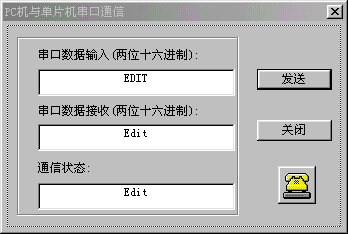 PC机与单片机串口通信
串口数据输入(两位十六进制):
EDIT
发送
串口数据接收(两位十六进制):
Edit
关闭
通信状态:
Edit